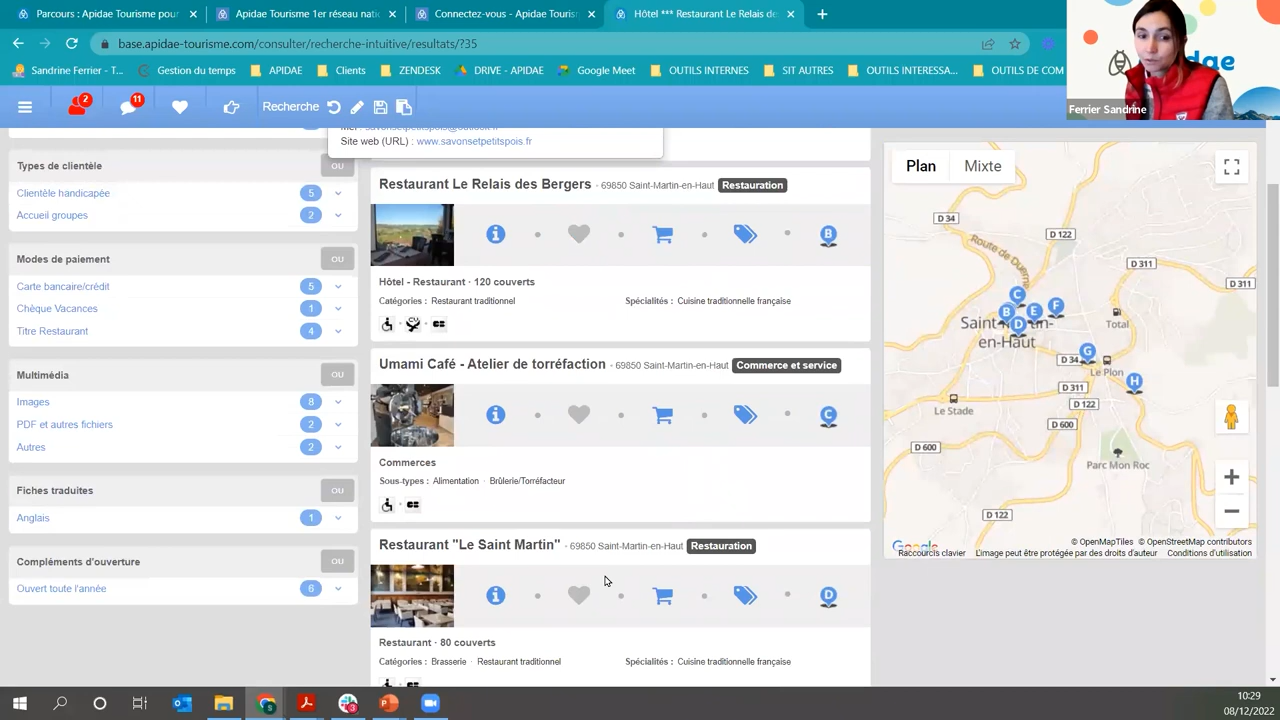 Parcours : Apidae Tourisme pour
Apidae Tourisme 1er réseau nat
Connectez-vous - Apidae Tourism
Hôtel *** Restaurant Le Relais de
base.apidae-tourisme.com/consulter/recherche-intuitive/resultats/?35
Sandrine Ferrier - T...
Gestion du temps
APIDAE
Clients
ZENDESK
DRIVE - APIDAE
Google Meet
OUTILS INTERNES
SIT AUTRES
OUTILS INTERESSA...
OUTILS DE COM
Ferrier Sandrine
2
11
Recherche
Site web (URL) : www.savonsetpetitspois.fr
Types de clientèle OU
Clientèle handicapée 5
Accueil groupes 2
Modes de paiement OU
Carte bancaire/crédit 5
Chèque Vacances 1
Titre Restaurant 4
Multimédia OU
Images 8
PDF et autres fichiers 2
Autres 2
Fiches traduites OU
Anglais 1
Compléments d'ouverture OU
Ouvert toute l'année 6
Restaurant Le Relais des Bergers - 69850 Saint-Martin-en-Haut Restauration
B
Hôtel - Restaurant · 120 couverts
Catégories : Restaurant traditionnel
Spécialités : Cuisine traditionnelle française
Umami Café - Atelier de torréfaction - 69850 Saint-Martin-en-Haut Commerce et service
C
Commerces
Sous-types : Alimentation · Brûlerie/Torréfacteur
Restaurant "Le Saint Martin" - 69850 Saint-Martin-en-Haut Restauration
D
Restaurant · 80 couverts
Catégories : Brasserie · Restaurant traditionnel
Spécialités : Cuisine traditionnelle française
Plan
Mixte
D 34
D 122
Route de Duerne
D 311
D 311
C
B
E
F
D
Total
en-Haut
G
D 34
Le Plon
H
D 311
D 122
Le Stade
D 600
D 600
Parc Mon Roc
D 122
Google
© OpenMapTiles © OpenStreetMap contributors
Raccourcis clavier
L'image peut être protégée par des droits d'auteur
Conditions d'utilisation
3
10:29
08/12/2022